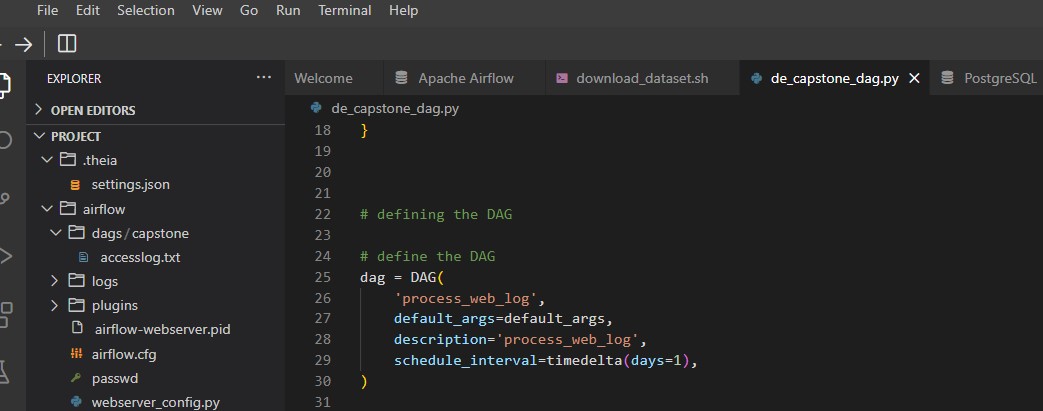 File Edit Selection View Go Run Terminal Help
EXPLORER ...
OPEN EDITORS
PROJECT
.theia
settings.json
airflow
dags / capstone
accesslog.txt
logs
plugins
airflow-webserver.pid
airflow.cfg
passwd
webserver_config.py
Welcome Apache Airflow download_dataset.sh de_capstone_dag.py PostgreSQL
de_capstone_dag.py
18 }
19
20
21
22 # defining the DAG
23
24 # define the DAG
25 dag = DAG(
26 'process_web_log',
27 default_args=default_args,
28 description='process_web_log',
29 schedule_interval=timedelta(days=1),
30 )
31